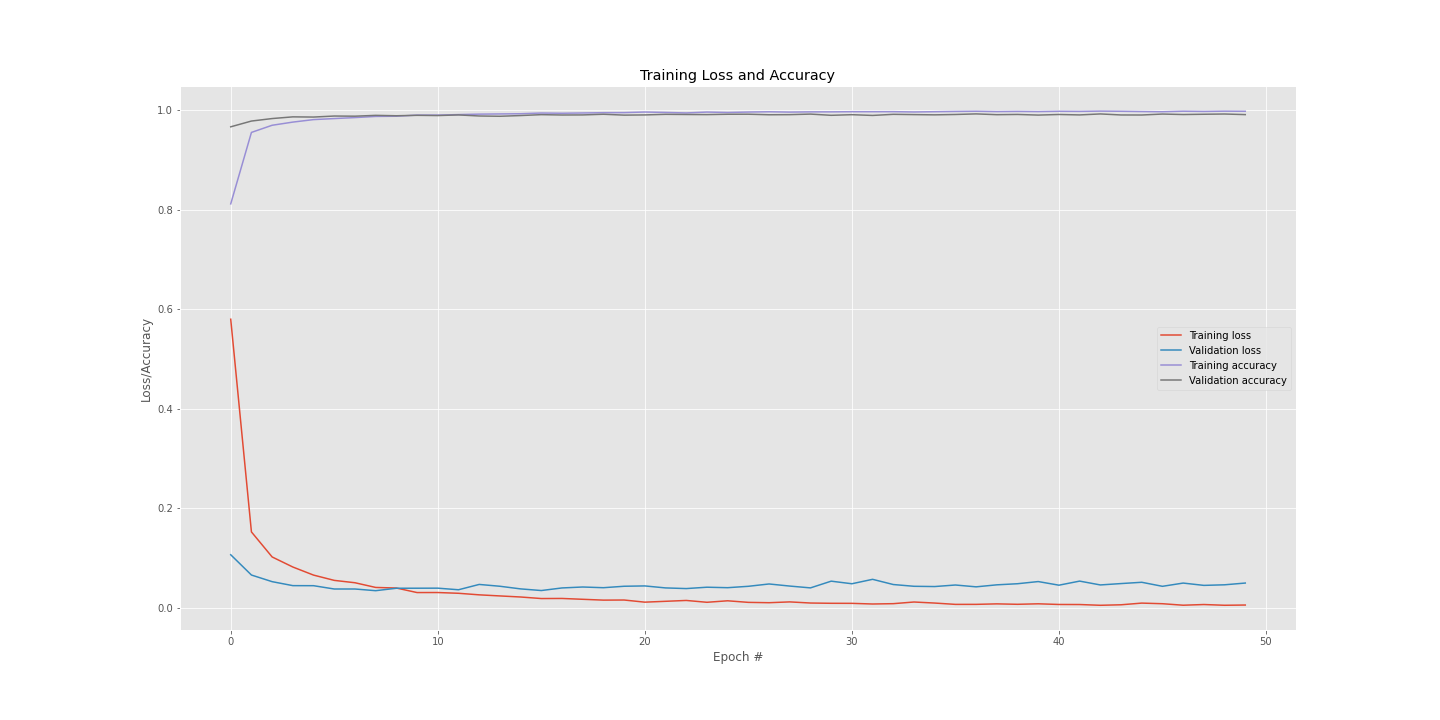 Training Loss and Accuracy
1.0
0.8
0.6
0.4
0.2
0.0
Loss/Accuracy
Training loss
Validation loss
Training accuracy
Validation accuracy
0 10 20 30 40 50
Epoch #